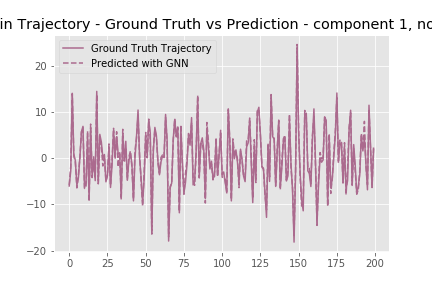 in Trajectory - Ground Truth vs Prediction - component 1, no
Ground Truth Trajectory
Predicted with GNN
20
10
0
−10
−20
0 25 50 75 100 125 150 175 200